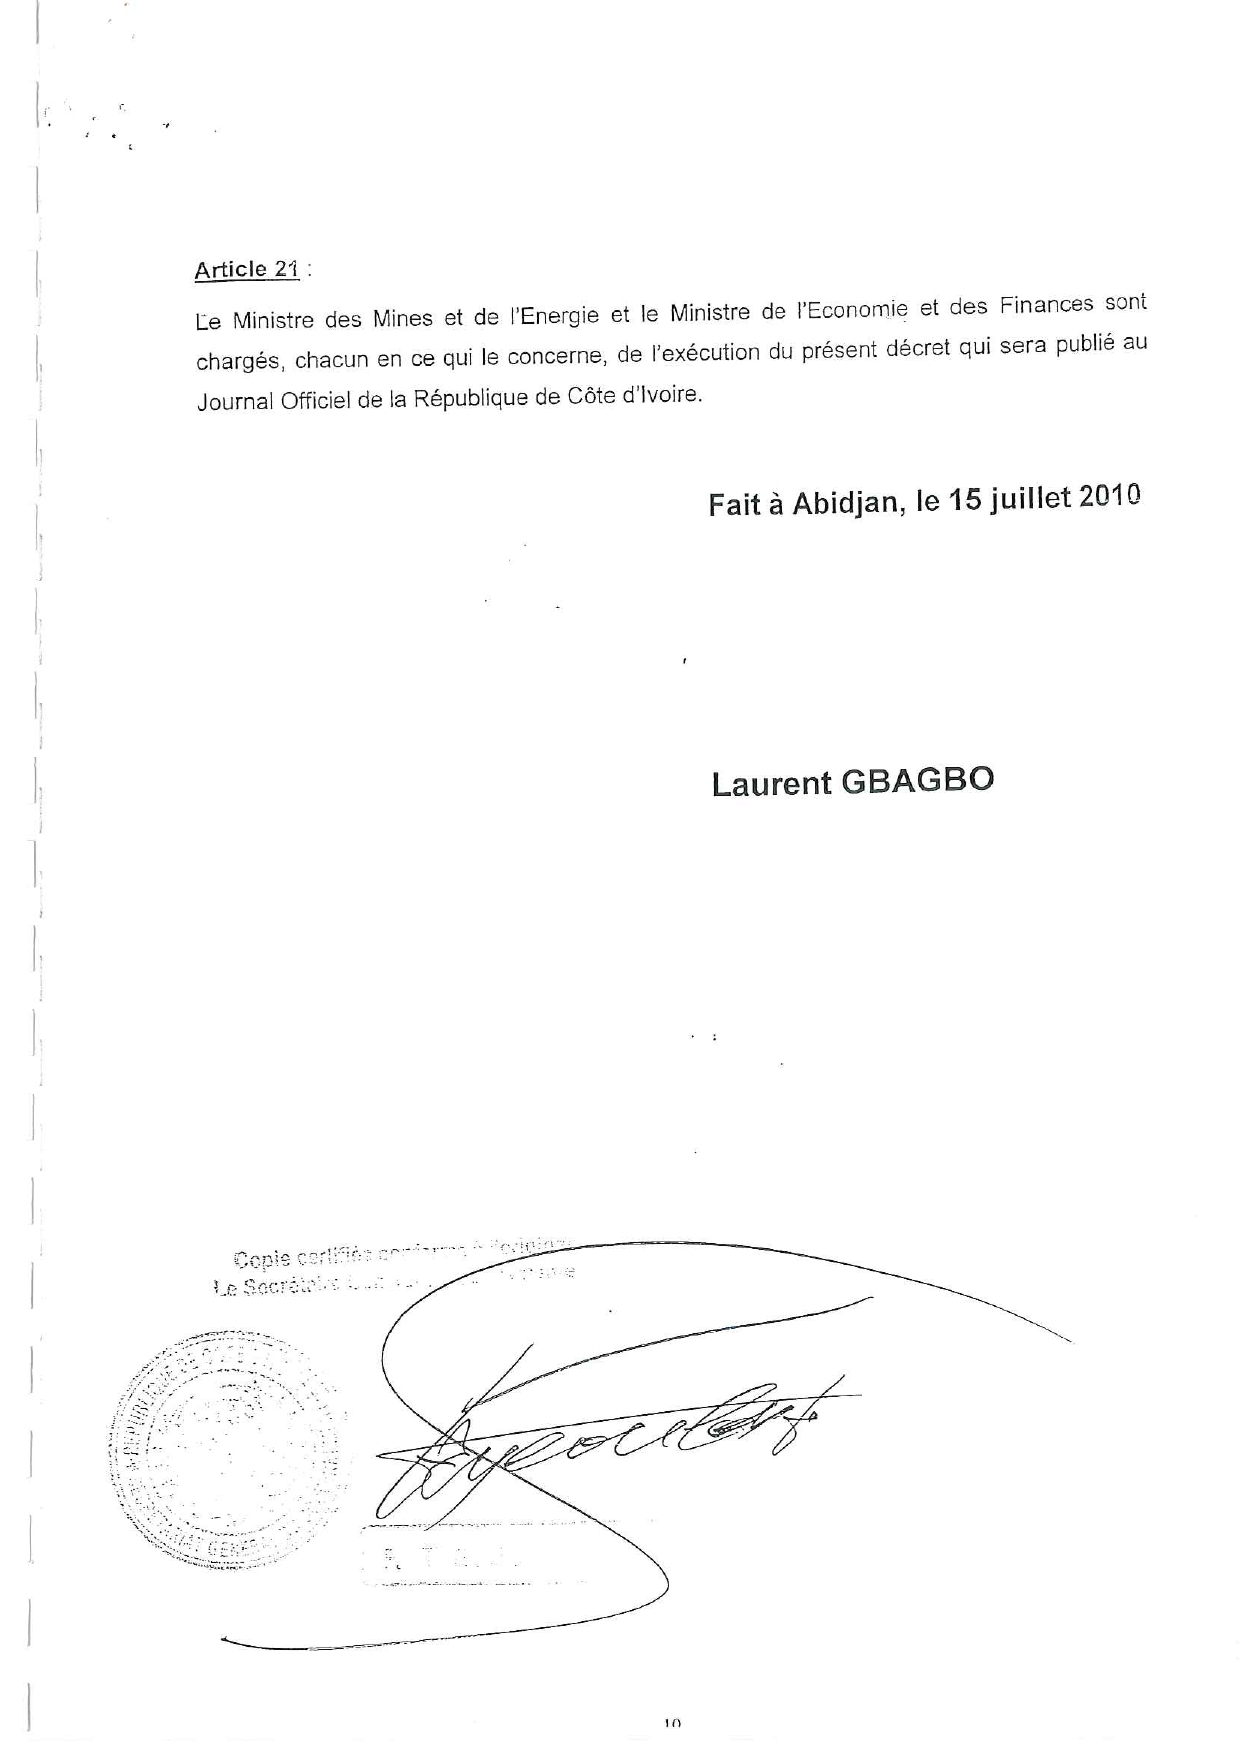 Article 21 :
Le Ministre des Mines et de l'Energie et le Ministre de l'Economie et des Finances sont
chargés, chacun en ce qui le concerne, de l'exécution du présent décret qui sera publié au
Journal Officiel de la République de Côte d'Ivoire.
Fait à Abidjan, le 15 juillet 2010
Laurent GBAGBO
Copie certifiée conforme à l'original
Le Secrétaire
10